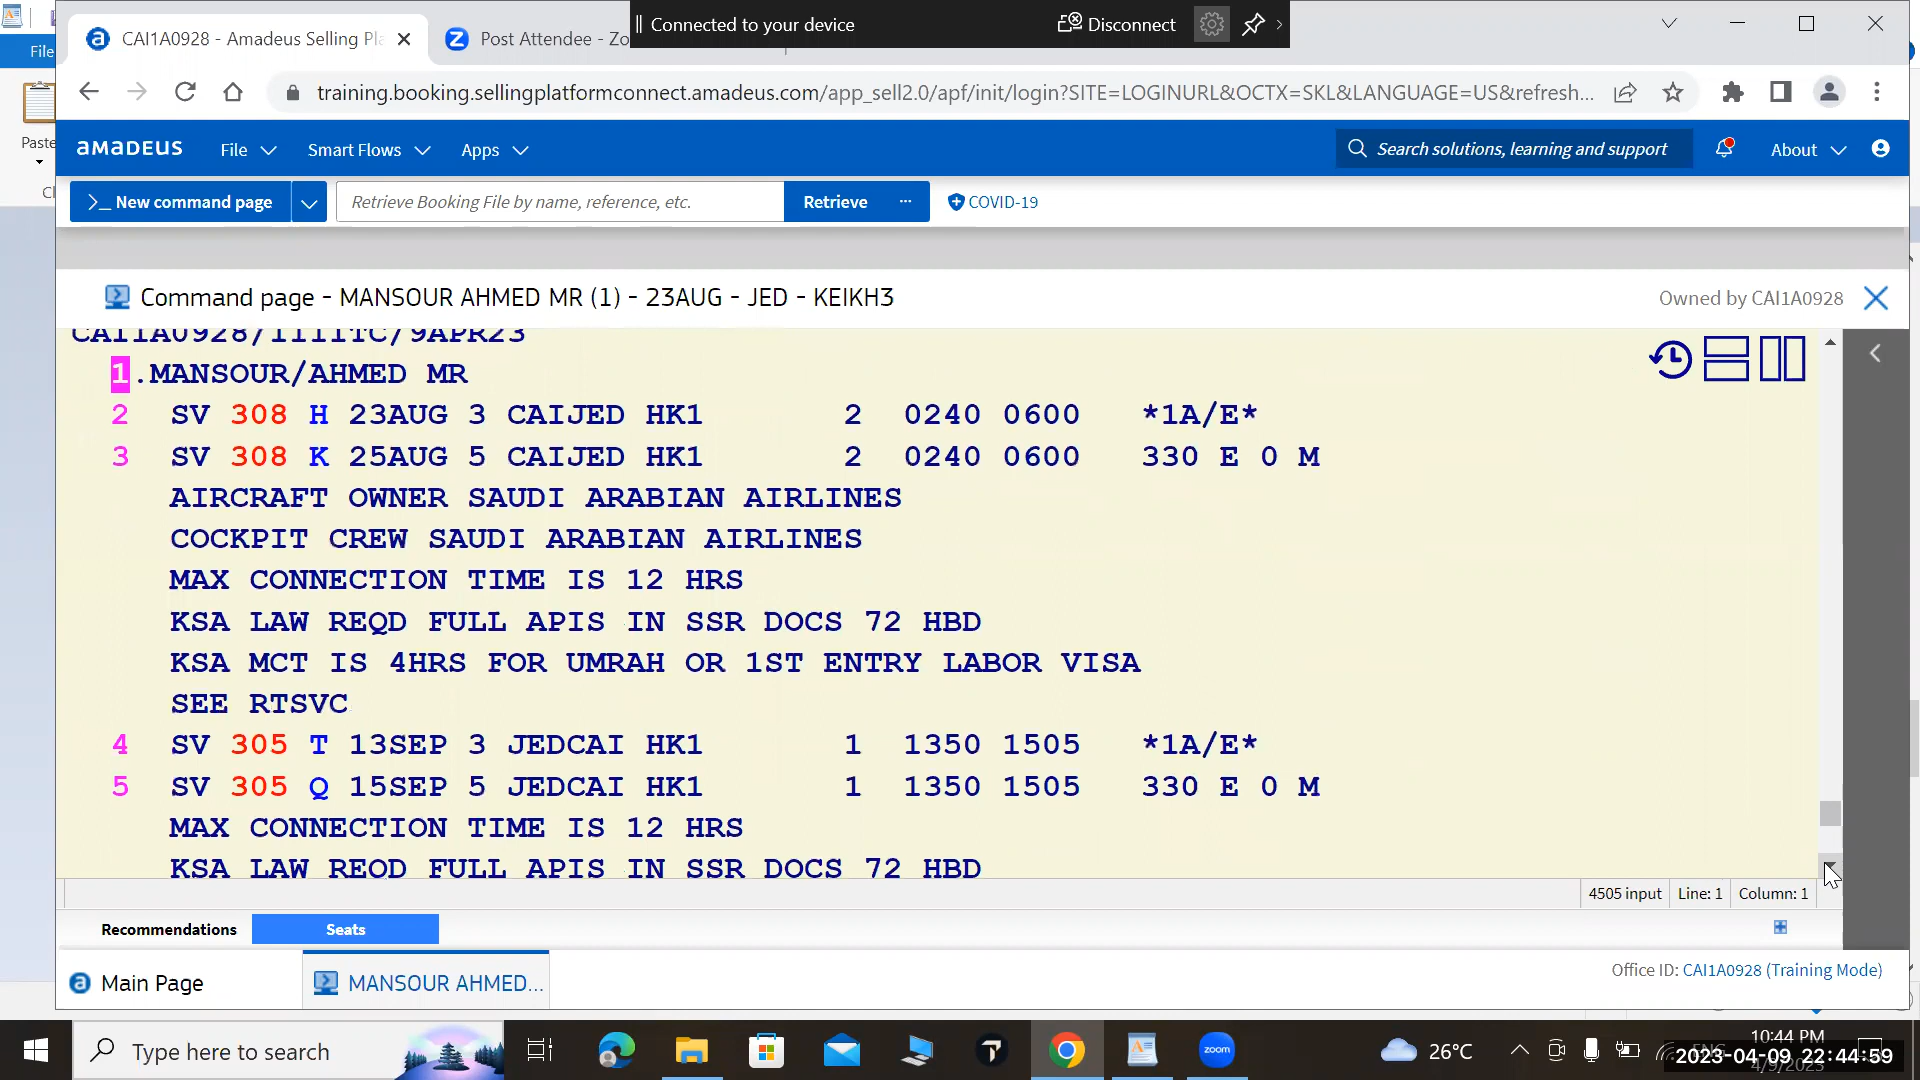 File
Paste
CAI1A0928 - Amadeus Selling Pla
Post Attendee - Zo
Connected to your device
Disconnect
training.booking.sellingplatformconnect.amadeus.com/app_sell2.0/apf/init/login?SITE=LOGINURL&OCTX=SKL&LANGUAGE=US&refresh...
aMaDEUS
File
Smart Flows
Apps
Search solutions, learning and support
About
>_ New command page
Retrieve Booking File by name, reference, etc.
Retrieve
...
COVID-19
Command page - MANSOUR AHMED MR (1) - 23AUG - JED - KEIKH3
Owned by CAI1A0928
1.MANSOUR/AHMED MR
2 SV 308 H 23AUG 3 CAIJED HK1 2 0240 0600 *1A/E*
3 SV 308 K 25AUG 5 CAIJED HK1 2 0240 0600 330 E 0 M
AIRCRAFT OWNER SAUDI ARABIAN AIRLINES
COCKPIT CREW SAUDI ARABIAN AIRLINES
MAX CONNECTION TIME IS 12 HRS
KSA LAW REQD FULL APIS IN SSR DOCS 72 HBD
KSA MCT IS 4HRS FOR UMRAH OR 1ST ENTRY LABOR VISA
SEE RTSVC
4 SV 305 T 13SEP 3 JEDCAI HK1 1 1350 1505 *1A/E*
5 SV 305 Q 15SEP 5 JEDCAI HK1 1 1350 1505 330 E 0 M
MAX CONNECTION TIME IS 12 HRS
KSA LAW REQD FULL APIS IN SSR DOCS 72 HBD
4505 input
Line: 1
Column: 1
Recommendations
Seats
Main Page
MANSOUR AHMED...
Office ID: CAI1A0928 (Training Mode)
Type here to search
zoom
26°C
10:44 PM
2023-04-09 22:44:59